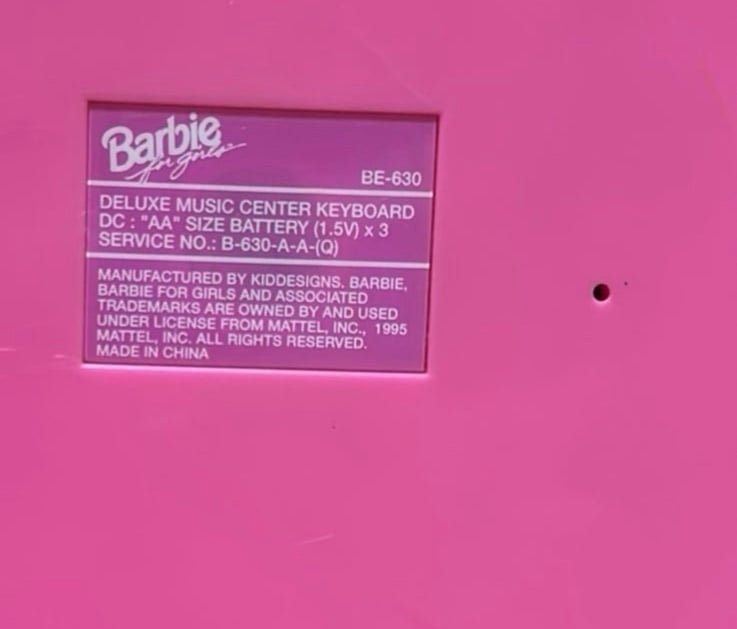 Barbie
for girls™
BE-630
DELUXE MUSIC CENTER KEYBOARD
DC : "AA" SIZE BATTERY (1.5V) x 3
SERVICE NO.: B-630-A-A-(Q)
MANUFACTURED BY KIDDESIGNS. BARBIE,
BARBIE FOR GIRLS AND ASSOCIATED
TRADEMARKS ARE OWNED BY AND USED
UNDER LICENSE FROM MATTEL, INC., 1995
MATTEL, INC. ALL RIGHTS RESERVED.
MADE IN CHINA